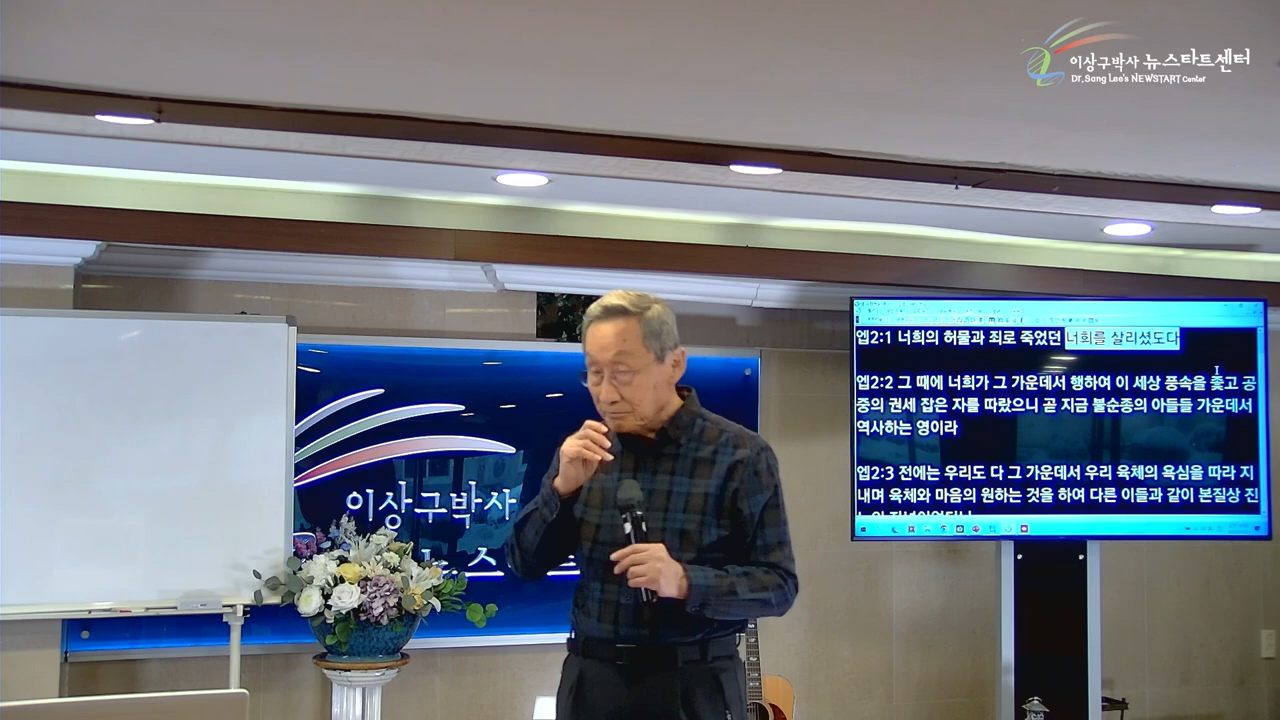 이상구박사 뉴스타트센터
Dr. Sang Lee's NEWSTART Center
엡2:1 너희의 허물과 죄로 죽었던 너희를 살리셨도다
엡2:2 그 때에 너희가 그 가운데서 행하여 이 세상 풍속을 좇고 공
중의 권세 잡은 자를 따랐으니 곧 지금 불순종의 아들들 가운데서
역사하는 영이라
엡2:3 전에는 우리도 다 그 가운데서 우리 육체의 욕심을 따라 지
내며 육체와 마음의 원하는 것을 하여 다른 이들과 같이 본질상 진
이상구박사